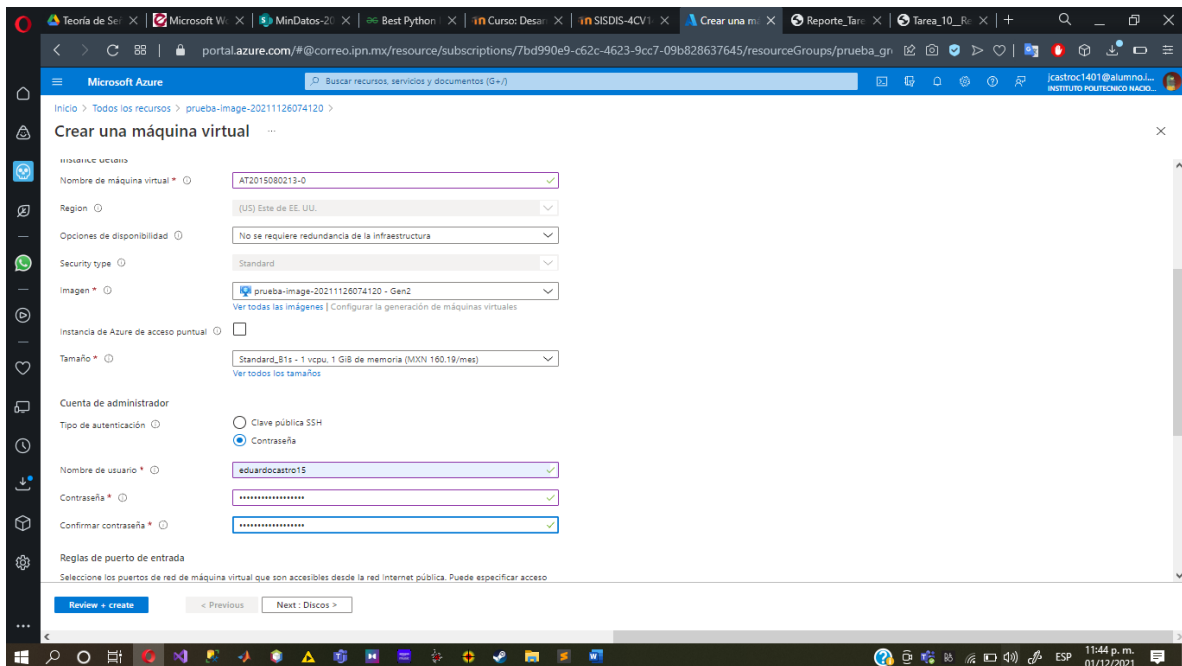 Teoría de Se
Microsoft W
MinDatos-20
Best Python
Curso: Desar
SISDIS-4CV1
Crear una m
Reporte_Tare
Tarea_10__Re
portal.azure.com/#@correo.ipn.mx/resource/subscriptions/7bd990e9-c62c-4623-9cc7-09b828637645/resourceGroups/prueba_gr
Microsoft Azure
Buscar recursos, servicios y documentos (G+/)
jcastroc1401@alumno.i...
INSTITUTO POLITECNICO NACIO...
Inicio > Todos los recursos > prueba-image-20211126074120 >
Crear una máquina virtual ...
Instance details
Nombre de máquina virtual * AT2015080213-0
Region (US) Este de EE. UU.
Opciones de disponibilidad No se requiere redundancia de la infraestructura
Security type Standard
Imagen * prueba-image-20211126074120 - Gen2
Ver todas las imágenes | Configurar la generación de máquinas virtuales
Instancia de Azure de acceso puntual
Tamaño * Standard_B1s - 1 vcpu, 1 GiB de memoria (MXN 160.19/mes)
Ver todos los tamaños
Cuenta de administrador
Tipo de autenticación Clave pública SSH
Contraseña
Nombre de usuario * eduardocastro15
Contraseña * ••••••••••••••••••
Confirmar contraseña * ••••••••••••••••••
Reglas de puerto de entrada
Seleccione los puertos de red de máquina virtual que son accesibles desde la red Internet pública. Puede especificar acceso
Review + create < Previous Next : Discos >
ESP
11:44 p. m.
01/12/2021